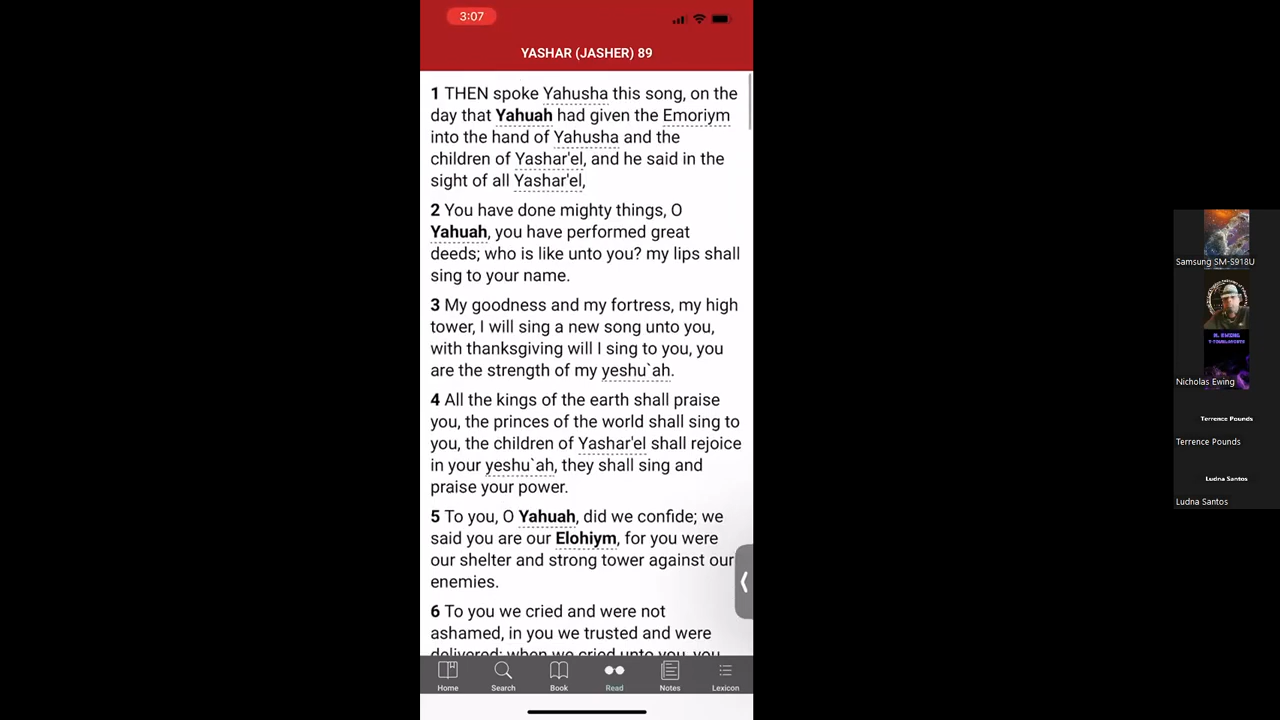 3:07
YASHAR (JASHER) 89
1 THEN spoke Yahusha this song, on the
day that Yahuah had given the Emoriym
into the hand of Yahusha and the
children of Yashar'el, and he said in the
sight of all Yashar'el,
2 You have done mighty things, O
Yahuah, you have performed great
deeds; who is like unto you? my lips shall
sing to your name.
3 My goodness and my fortress, my high
tower, I will sing a new song unto you,
with thanksgiving will I sing to you, you
are the strength of my yeshu`ah.
4 All the kings of the earth shall praise
you, the princes of the world shall sing to
you, the children of Yashar'el shall rejoice
in your yeshu`ah, they shall sing and
praise your power.
5 To you, O Yahuah, did we confide; we
said you are our Elohiym, for you were
our shelter and strong tower against our
enemies.
6 To you we cried and were not
ashamed, in you we trusted and were
delivered; when we cried unto you, you
Home Search Book Read Notes Lexicon
Samsung SM-S918U
Nicholas Ewing
Terrence Pounds
Terrence Pounds
Ludna Santos
Ludna Santos